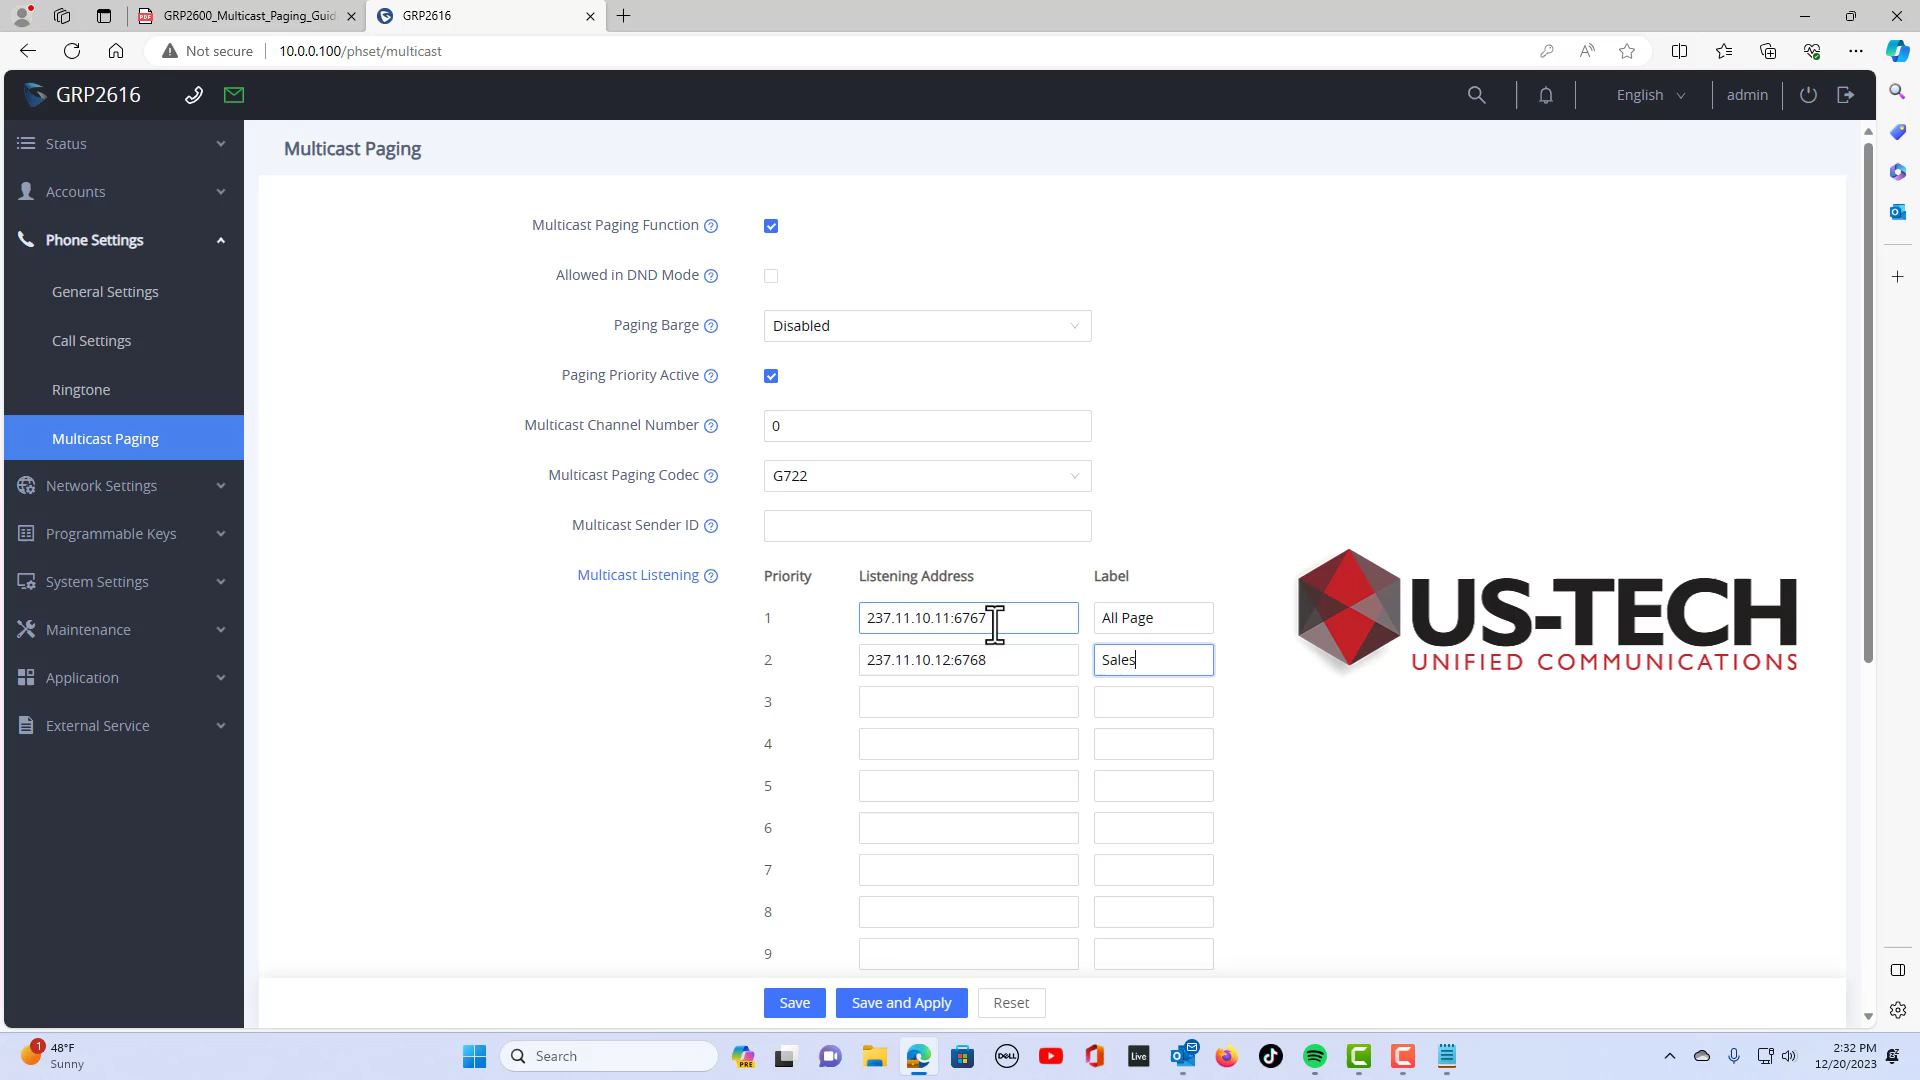 GRP2600_Multicast_Paging_Guid
GRP2616
Not secure
10.0.0.100/phset/multicast
GRP2616
English
admin
Status
Accounts
Phone Settings
General Settings
Call Settings
Ringtone
Multicast Paging
Network Settings
Programmable Keys
System Settings
Maintenance
Application
External Service
Multicast Paging
Multicast Paging Function
Allowed in DND Mode
Paging Barge Disabled
Paging Priority Active
Multicast Channel Number 0
Multicast Paging Codec G722
Multicast Sender ID
Multicast Listening Priority Listening Address Label
1 237.11.10.11:6767 All Page
2 237.11.10.12:6768 Sales
3
4
5
6
7
8
9
US-TECH
UNIFIED COMMUNICATIONS
Save Save and Apply Reset
1
48°F
Sunny
Search
PRE
DELL
Live
2:32 PM
12/20/2023